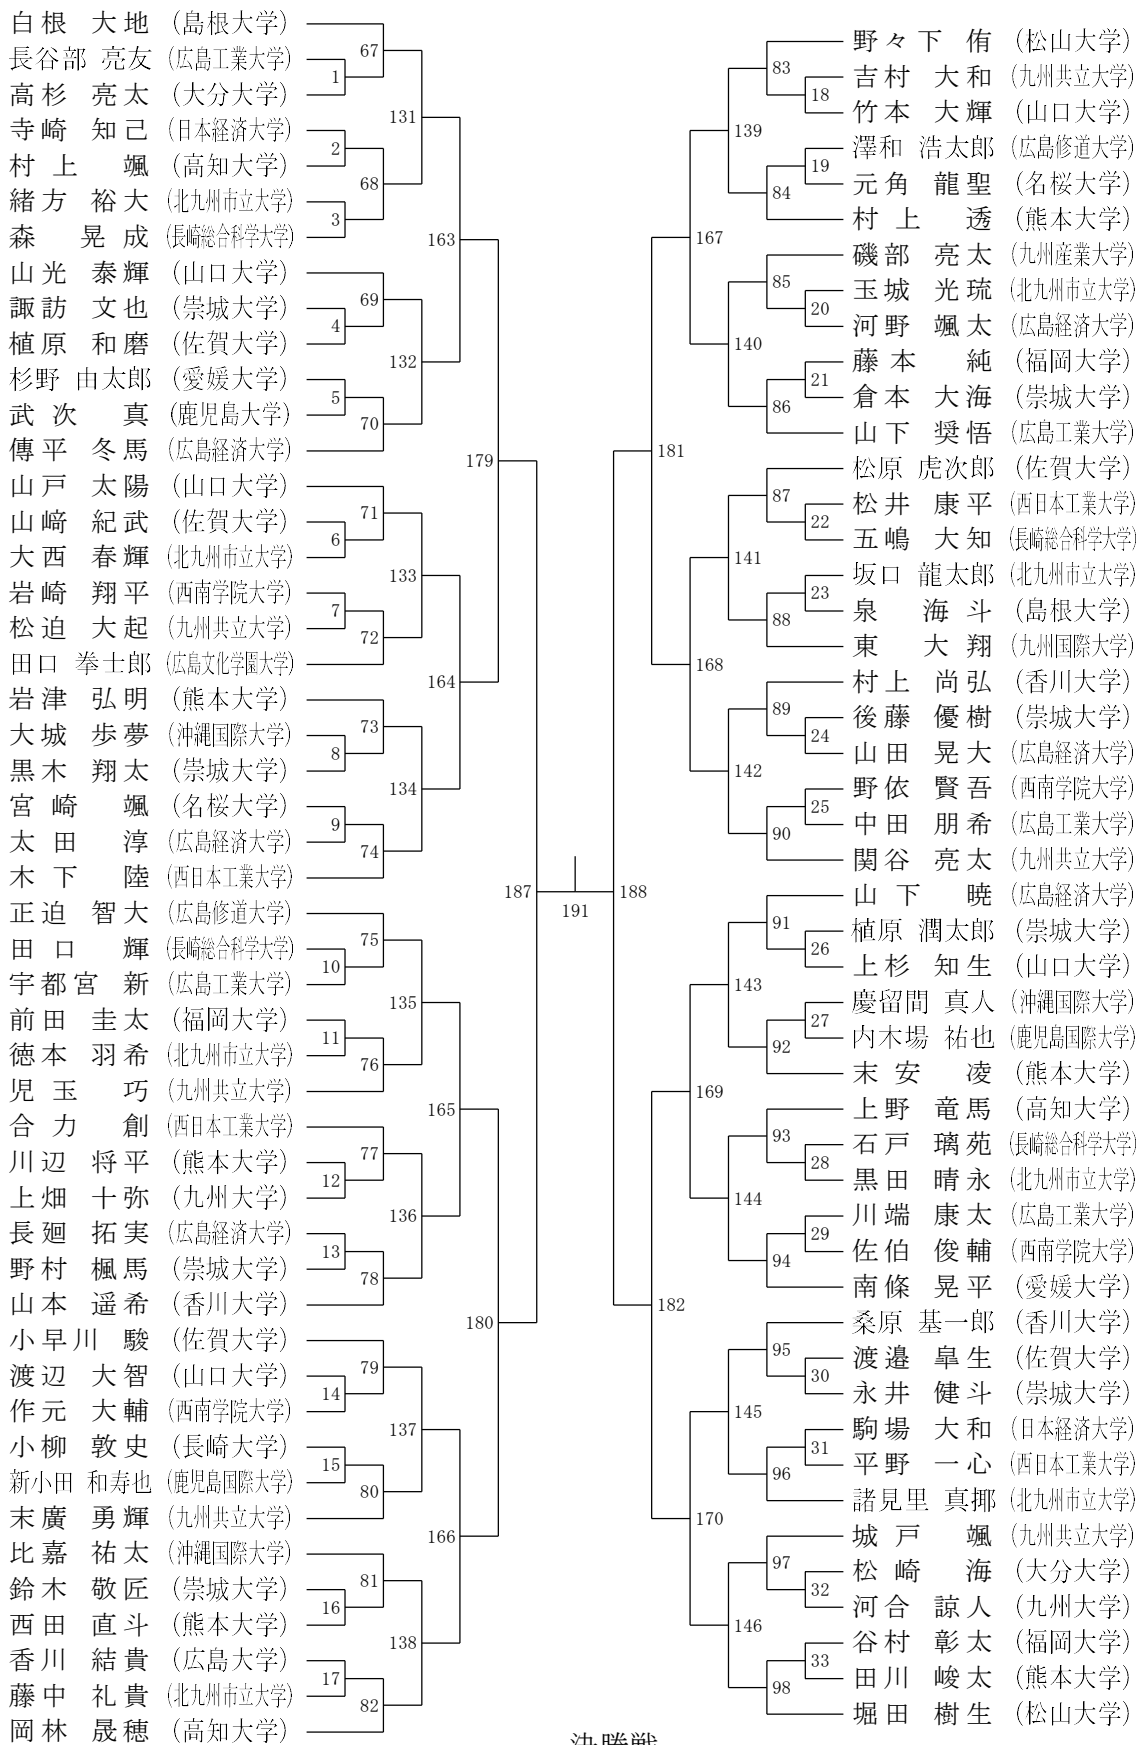 白根 大地 (島根大学)
長谷部 亮友 (広島工業大学)
高杉 亮太 (大分大学)
寺崎 知己 (日本経済大学)
村上 颯 (高知大学)
緒方 裕大 (北九州市立大学)
森 晃成 (長崎総合科学大学)
山光 泰輝 (山口大学)
諏訪 文也 (崇城大学)
植原 和磨 (佐賀大学)
杉野 由太郎 (愛媛大学)
武次 真 (鹿児島大学)
傳平 冬馬 (広島経済大学)
山戸 太陽 (山口大学)
山﨑 紀武 (佐賀大学)
大西 春輝 (北九州市立大学)
岩崎 翔平 (西南学院大学)
松迫 大起 (九州共立大学)
田口 拳士郎 (広島文化学園大学)
岩津 弘明 (熊本大学)
大城 歩夢 (沖縄国際大学)
黒木 翔太 (崇城大学)
宮崎 颯 (名桜大学)
太田 淳 (広島経済大学)
木下 陸 (西日本工業大学)
正迫 智大 (広島修道大学)
田口 輝 (長崎総合科学大学)
宇都宮 新 (広島工業大学)
前田 圭太 (福岡大学)
徳本 羽希 (北九州市立大学)
児玉 巧 (九州共立大学)
合力 創 (西日本工業大学)
川辺 将平 (熊本大学)
上畑 十弥 (九州大学)
長廻 拓実 (広島経済大学)
野村 楓馬 (崇城大学)
山本 遥希 (香川大学)
小早川 駿 (佐賀大学)
渡辺 大智 (山口大学)
作元 大輔 (西南学院大学)
小柳 敦史 (長崎大学)
新小田 和寿也 (鹿児島国際大学)
末廣 勇輝 (九州共立大学)
比嘉 祐太 (沖縄国際大学)
鈴木 敬匠 (崇城大学)
西田 直斗 (熊本大学)
香川 結貴 (広島大学)
藤中 礼貴 (北九州市立大学)
岡林 晟穂 (高知大学)
1
2
3
4
5
6
7
8
9
10
11
12
13
14
15
16
17
67
68
69
70
71
72
73
74
75
76
77
78
79
80
81
82
131
132
133
134
135
136
137
138
163
164
165
166
179
180
187
191
188
181
182
167
168
169
170
139
140
141
142
143
144
145
146
83
84
85
86
87
88
89
90
91
92
93
94
95
96
97
98
18
19
20
21
22
23
24
25
26
27
28
29
30
31
32
33
野々下 侑 (松山大学)
吉村 大和 (九州共立大学)
竹本 大輝 (山口大学)
澤和 浩太郎 (広島修道大学)
元角 龍聖 (名桜大学)
村上 透 (熊本大学)
磯部 亮太 (九州産業大学)
玉城 光琉 (北九州市立大学)
河野 颯太 (広島経済大学)
藤本 純 (福岡大学)
倉本 大海 (崇城大学)
山下 奨悟 (広島工業大学)
松原 虎次郎 (佐賀大学)
松井 康平 (西日本工業大学)
五嶋 大知 (長崎総合科学大学)
坂口 龍太郎 (北九州市立大学)
泉 海斗 (島根大学)
東 大翔 (九州国際大学)
村上 尚弘 (香川大学)
後藤 優樹 (崇城大学)
山田 晃大 (広島経済大学)
野依 賢吾 (西南学院大学)
中田 朋希 (広島工業大学)
関谷 亮太 (九州共立大学)
山下 暁 (広島経済大学)
植原 潤太郎 (崇城大学)
上杉 知生 (山口大学)
慶留間 真人 (沖縄国際大学)
内木場 祐也 (鹿児島国際大学)
末安 凌 (熊本大学)
上野 竜馬 (高知大学)
石戸 璃苑 (長崎総合科学大学)
黒田 晴永 (北九州市立大学)
川端 康太 (広島工業大学)
佐伯 俊輔 (西南学院大学)
南條 晃平 (愛媛大学)
桑原 基一郎 (香川大学)
渡邉 皐生 (佐賀大学)
永井 健斗 (崇城大学)
駒場 大和 (日本経済大学)
平野 一心 (西日本工業大学)
諸見里 真揶 (北九州市立大学)
城戸 颯 (九州共立大学)
松崎 海 (大分大学)
河合 諒人 (九州大学)
谷村 彰太 (福岡大学)
田川 峻太 (熊本大学)
堀田 樹生 (松山大学)
決勝戦